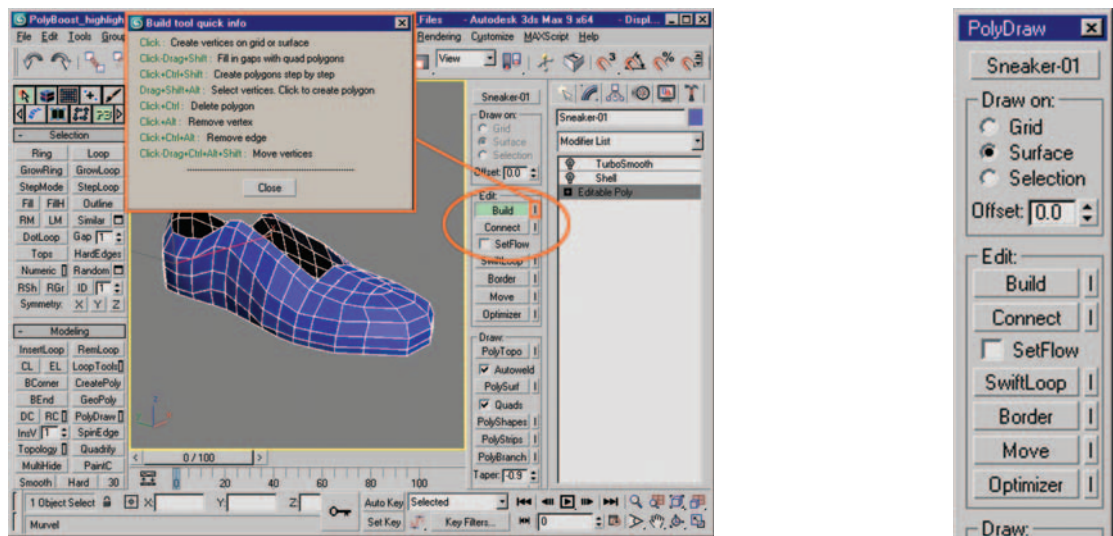 PolyBoost_highligh
Build tool quick info
Files - Autodesk 3ds Max 9 x64 - Displ...
File Edit Tools Grou
Rendering Customize MAXScript Help
Click : Create vertices on grid or surface
Click-Drag+Shift : Fill in gaps with quad polygons
Click+Ctrl+Shift : Create polygons step by step
Drag+Shift+Alt : Select vertices. Click to create polygon
Click+Ctrl : Delete polygon
Click+Alt : Remove vertex
Click+Ctrl+Alt : Remove edge
Click-Drag+Ctrl+Alt+Shift : Move vertices
Close
View
- Selection
Ring Loop
GrowRing GrowLoop
StepMode StepLoop
Fill FillH Outline
RM LM Similar
DotLoop Gap 1
Tops HardEdges
Numeric Random
RSh RGr ID 1
Symmetry: X Y Z
- Modeling
InsertLoop RemLoop
CL EL LoopTools
BCorner CreatePoly
BEnd GeoPoly
DC RC PolyDraw
InsV 1 SpinEdge
Topology Quadrify
MultiHide PaintC
Smooth Hard 30
Sneaker-01
Draw on:
Grid
Surface
Selection
Offset: 0.0
Edit:
Build I
Connect I
SetFlow
SwiftLoop I
Border I
Move I
Optimizer I
Draw:
PolyTopo I
Autoweld
PolySurf I
Quads
PolyShapes I
PolyStrips I
PolyBranch I
Taper: -0.9
Sneaker-01
Modifier List
TurboSmooth
Shell
Editable Poly
< 0 / 100 >
0 20 40 60 80 100
1 Object Select X: Y: Z: Auto Key Selected
Murvel Set Key Key Filters... 0
PolyDraw
Sneaker-01
Draw on:
Grid
Surface
Selection
Offset: 0.0
Edit:
Build I
Connect I
SetFlow
SwiftLoop I
Border I
Move I
Optimizer I
Draw: